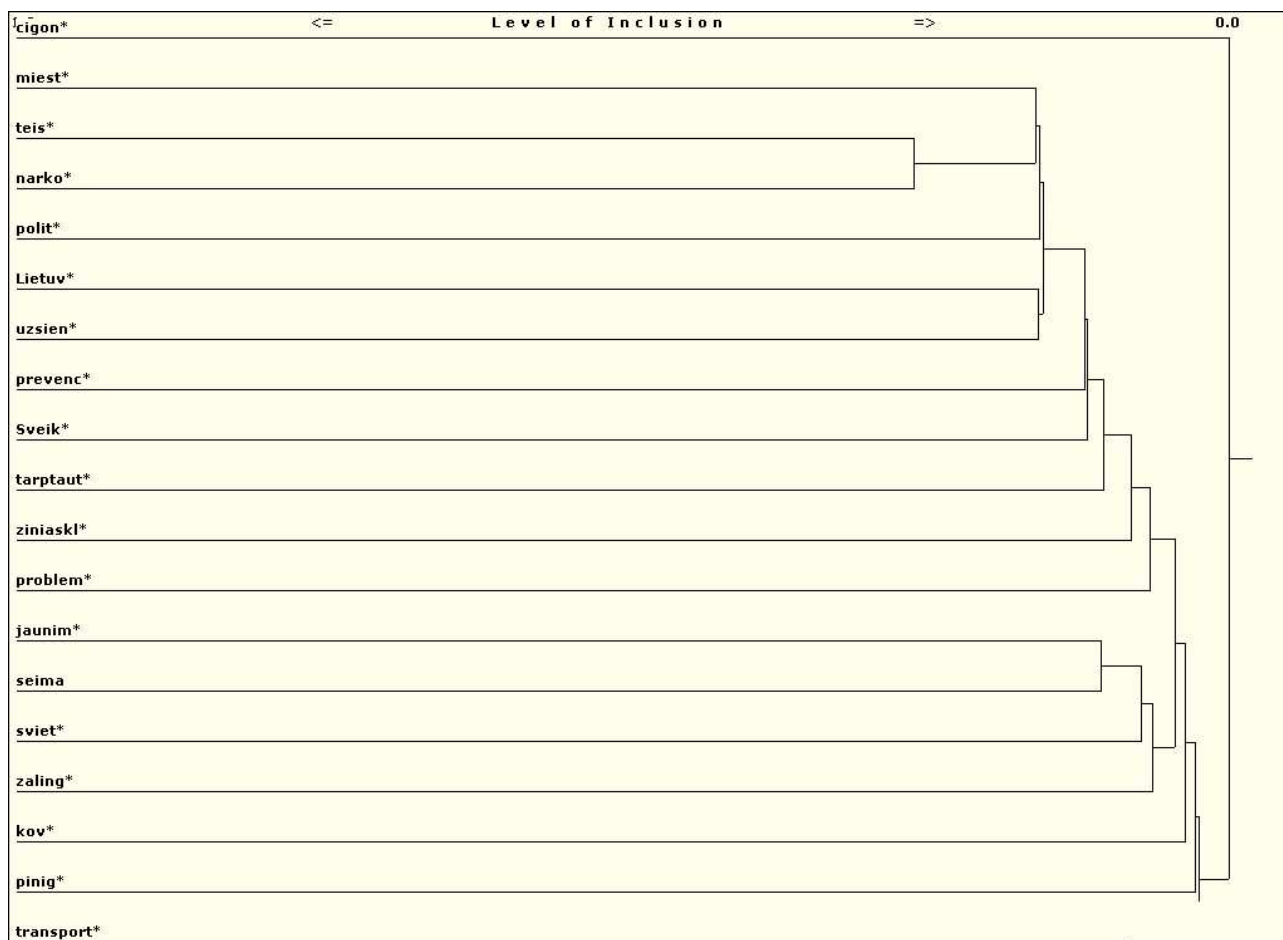 <= Level of Inclusion => 0.0
cigon*
miest*
teis*
narko*
polit*
Lietuv*
uzsien*
prevenc*
Sveik*
tarptaut*
ziniaskl*
problem*
jaunim*
seima
sviet*
zaling*
kov*
pinig*
transport*